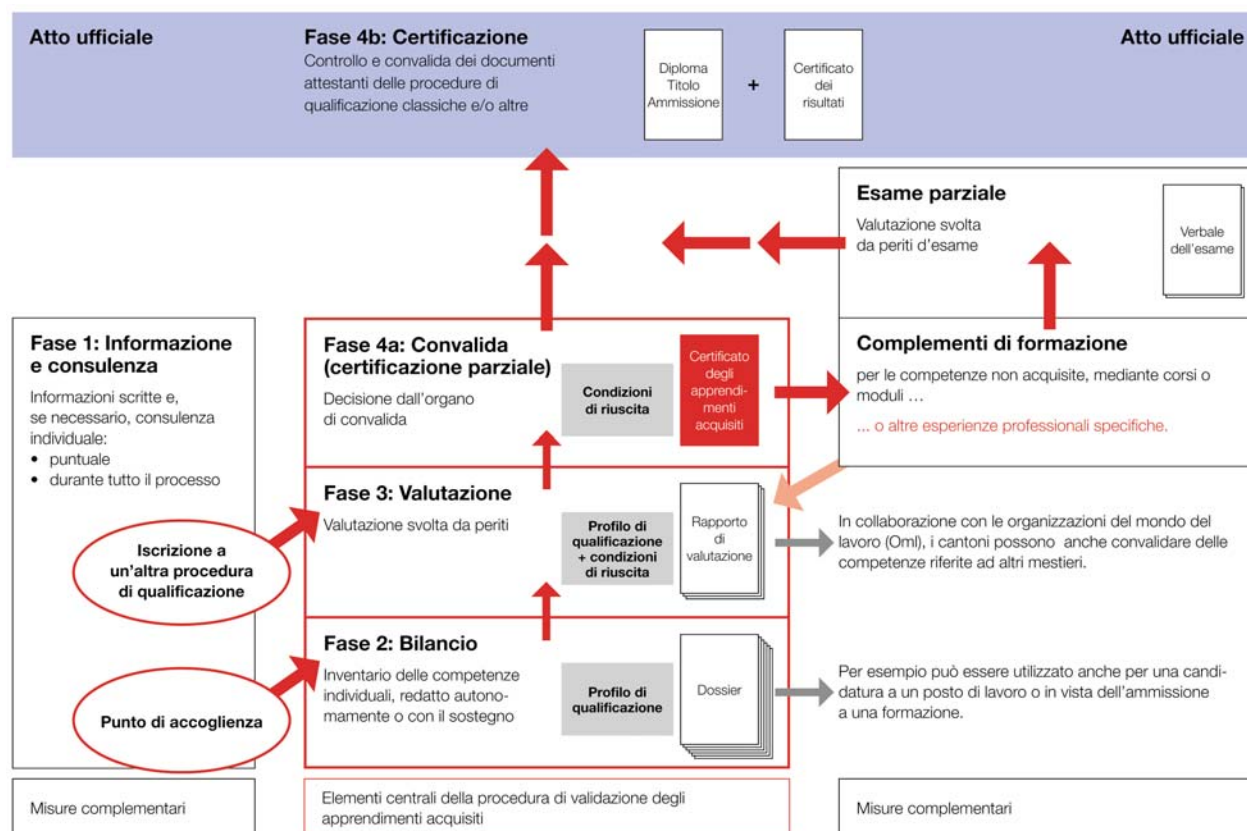 Atto ufficiale
Fase 4b: Certificazione
Controllo e convalida dei documenti
attestanti delle procedure di
qualificazione classiche e/o altre
Diploma
Titolo
Ammissione
+
Certificato
dei
risultati
Atto ufficiale
Esame parziale
Valutazione svolta
da periti d'esame
Verbale
dell'esame
Fase 1: Informazione
e consulenza
Informazioni scritte e,
se necessario, consulenza
individuale:
• puntuale
• durante tutto il processo
Fase 4a: Convalida
(certificazione parziale)
Decisione dall'organo
di convalida
Condizioni
di riuscita
Certificato
degli
apprendi-
menti
acquisiti
Complementi di formazione
per le competenze non acquisite, mediante corsi o
moduli ...
... o altre esperienze professionali specifiche.
Iscrizione a
un'altra procedura
di qualificazione
Fase 3: Valutazione
Valutazione svolta da periti
Profilo di
qualificazione
+ condizioni
di riuscita
Rapporto
di
valutazione
In collaborazione con le organizzazioni del mondo del
lavoro (Oml), i cantoni possono anche convalidare delle
competenze riferite ad altri mestieri.
Punto di accoglienza
Fase 2: Bilancio
Inventario delle competenze
individuali, redatto autono-
mamente o con il sostegno
Profilo di
qualificazione
Dossier
Per esempio può essere utilizzato anche per una candi-
datura a un posto di lavoro o in vista dell'ammissione
a una formazione.
Misure complementari
Elementi centrali della procedura di validazione degli
apprendimenti acquisiti
Misure complementari